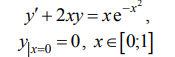 y′ + 2xy = xe^{-x²},
y|ₓ₌₀ = 0, x ∈ [0;1]